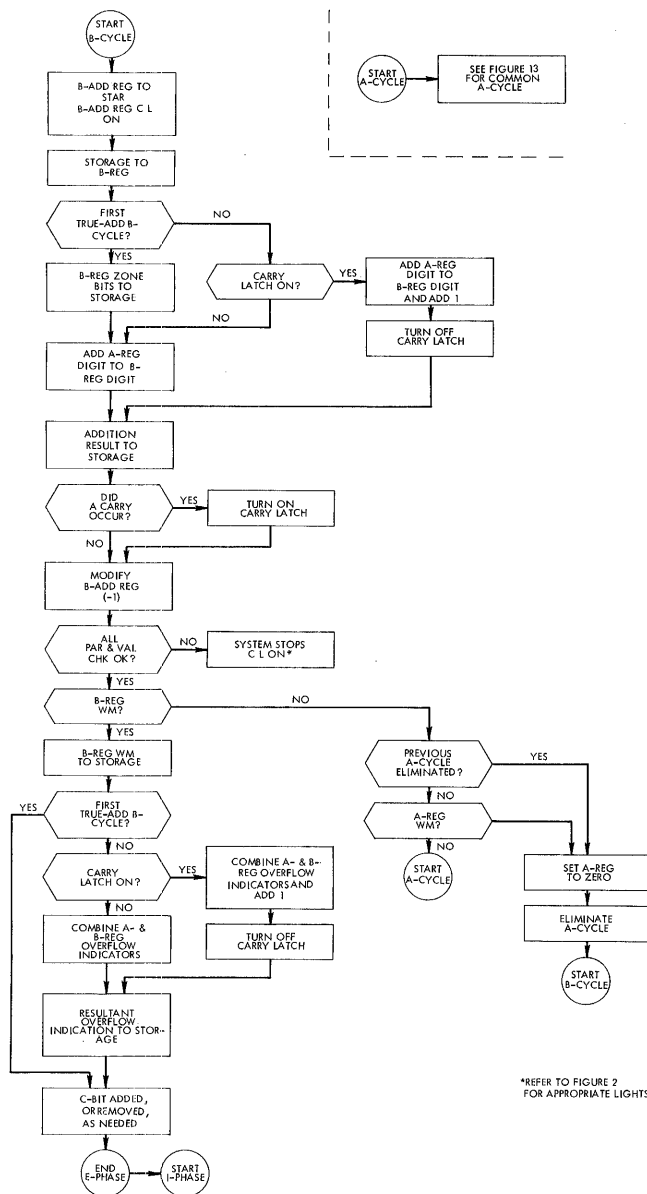 START
B-CYCLE
START
A-CYCLE
SEE FIGURE 13
FOR COMMON
A-CYCLE
B-ADD REG TO
STAR
B-ADD REG C L
ON
STORAGE TO
B-REG
FIRST
TRUE-ADD B-
CYCLE?
NO
YES
B-REG ZONE
BITS TO
STORAGE
CARRY
LATCH ON?
YES
NO
ADD A-REG
DIGIT TO
B-REG DIGIT
AND ADD 1
TURN OFF
CARRY LATCH
ADD A-REG
DIGIT TO B-
REG DIGIT
ADDITION
RESULT TO
STORAGE
DID
A CARRY
OCCUR?
YES
NO
TURN ON
CARRY LATCH
MODIFY
B-ADD REG
(-1)
ALL
PAR & VAL
CHK OK?
NO
YES
SYSTEM STOPS
C L ON*
B-REG
WM?
NO
YES
B-REG WM
TO STORAGE
PREVIOUS
A-CYCLE
ELIMINATED?
YES
NO
FIRST
TRUE-ADD B-
CYCLE?
YES
NO
A-REG
WM?
NO
START
A-CYCLE
SET A-REG
TO ZERO
ELIMINATE
A-CYCLE
START
B-CYCLE
CARRY
LATCH ON?
YES
NO
COMBINE A- & B-
REG OVERFLOW
INDICATORS AND
ADD 1
TURN OFF
CARRY LATCH
COMBINE A- &
B-REG
OVERFLOW
INDICATORS
RESULTANT
OVERFLOW
INDICATION TO STOR-
AGE
C-BIT ADDED,
OR REMOVED,
AS NEEDED
END
E-PHASE
START
I-PHASE
*REFER TO FIGURE 2
FOR APPROPRIATE LIGHTS